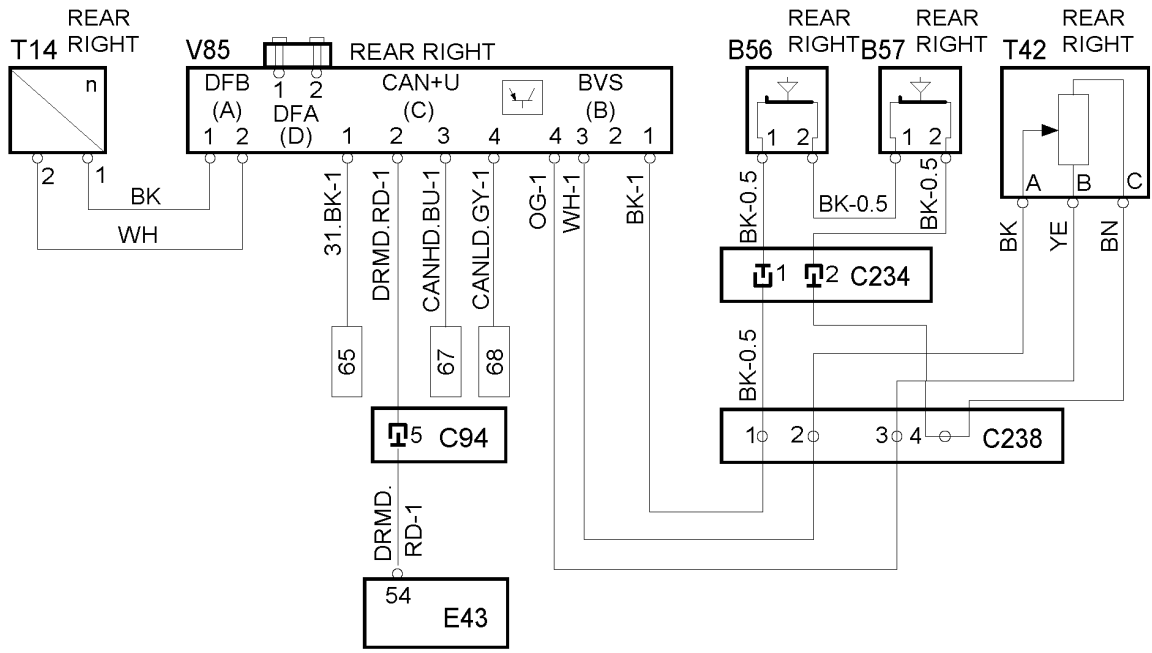 REAR
RIGHT
REAR
RIGHT
REAR
RIGHT
REAR
RIGHT
T14
V85
REAR RIGHT
B56
B57
T42
n
DFB
(A)
1 2
DFA
(D)
CAN+U
(C)
BVS
(B)
1 2
1 2 3 4
4 3 2 1
1 2
1 2
A B C
2 1
BK
WH
31.BK-1
DRMD.RD-1
CANHD.BU-1
CANLD.GY-1
OG-1
WH-1
BK-1
BK-0.5
BK-0.5
BK-0.5
BK
YE
BN
1 2 C234
65
67
68
BK-0.5
5 C94
1 2 3 4 C238
DRMD.
RD-1
54
E43